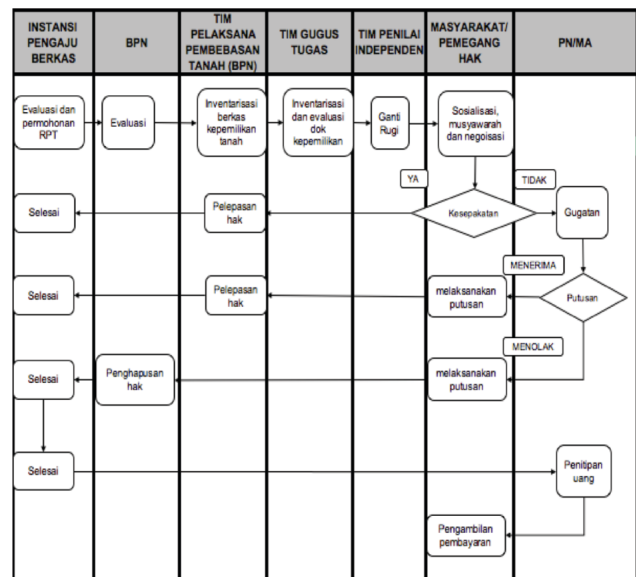 INSTANSI
PENGAJU
BERKAS
BPN
TIM
PELAKSANA
PEMBEBASAN
TANAH (BPN)
TIM GUGUS
TUGAS
TIM PENILAI
INDEPENDEN
MASYARAKAT/
PEMEGANG
HAK
PN/MA
Evaluasi dan
permohonan
RPT
Evaluasi
Inventarisasi
berkas
kepemilikan
tanah
Inventarisasi
dan evaluasi
dok
kepemilikan
Ganti
Rugi
Sosialisasi,
musyawarah
dan negoisasi
YA
TIDAK
Selesai
Pelepasan
hak
Kesepakatan
Gugatan
MENERIMA
Selesai
Pelepasan
hak
melaksanakan
putusan
Putusan
MENOLAK
Selesai
Penghapusan
hak
melaksanakan
putusan
Selesai
Penitipan
uang
Pengambilan
pembayaran